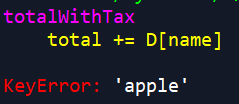 totalWithTax
    total += D[name]
KeyError: 'apple'